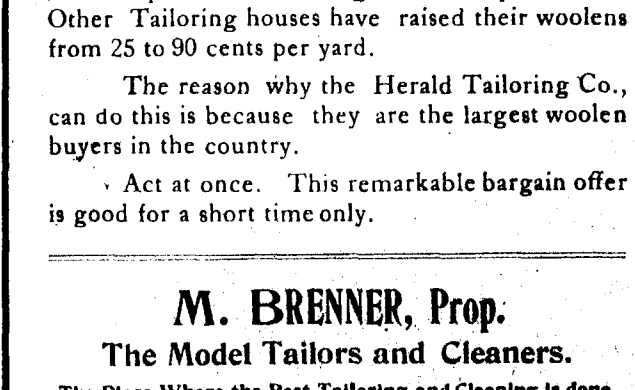 Other Tailoring houses have raised their woolens
from 25 to 90 cents per yard.
The reason why the Herald Tailoring Co.,
can do this is because they are the largest woolen
buyers in the country.
Act at once. This remarkable bargain offer
is good for a short time only.
M. BRENNER, Prop.
The Model Tailors and Cleaners.
The Place Where the Best Tailoring and Cleaning is done